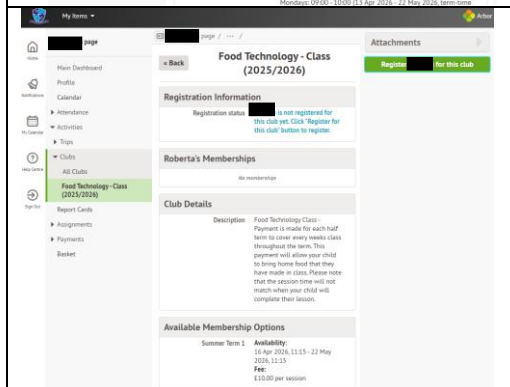 Mondays: 09:00 - 10:00 (13 Apr 2026 - 22 May 2026, term-time
My Items
Arbor
page
page / ··· /
Attachments
Home
« Back
Food Technology - Class (2025/2026)
Register for this club
Main Dashboard
Profile
Notifications
Calendar
Attendance
Activities
My Calendar
Trips
Clubs
Help Centre
All Clubs
Food Technology - Class (2025/2026)
Sign Out
Report Cards
Assignments
Payments
Basket
Registration Information
Registration status
is not registered for
this club yet. Click 'Register for
this club' button to register.
Roberta's Memberships
No memberships
Club Details
Description
Food Technology Class -
Payment is made for each half
term to cover every weeks class
throughout the term. This
payment will allow your child
to bring home food that they
have made in class. Please note
that the session time will not
match when your child will
complete their lesson.
Available Membership Options
Summer Term 1
Availability:
16 Apr 2026, 11:15 - 22 May
2026, 11:15
Fee:
£10.00 per session